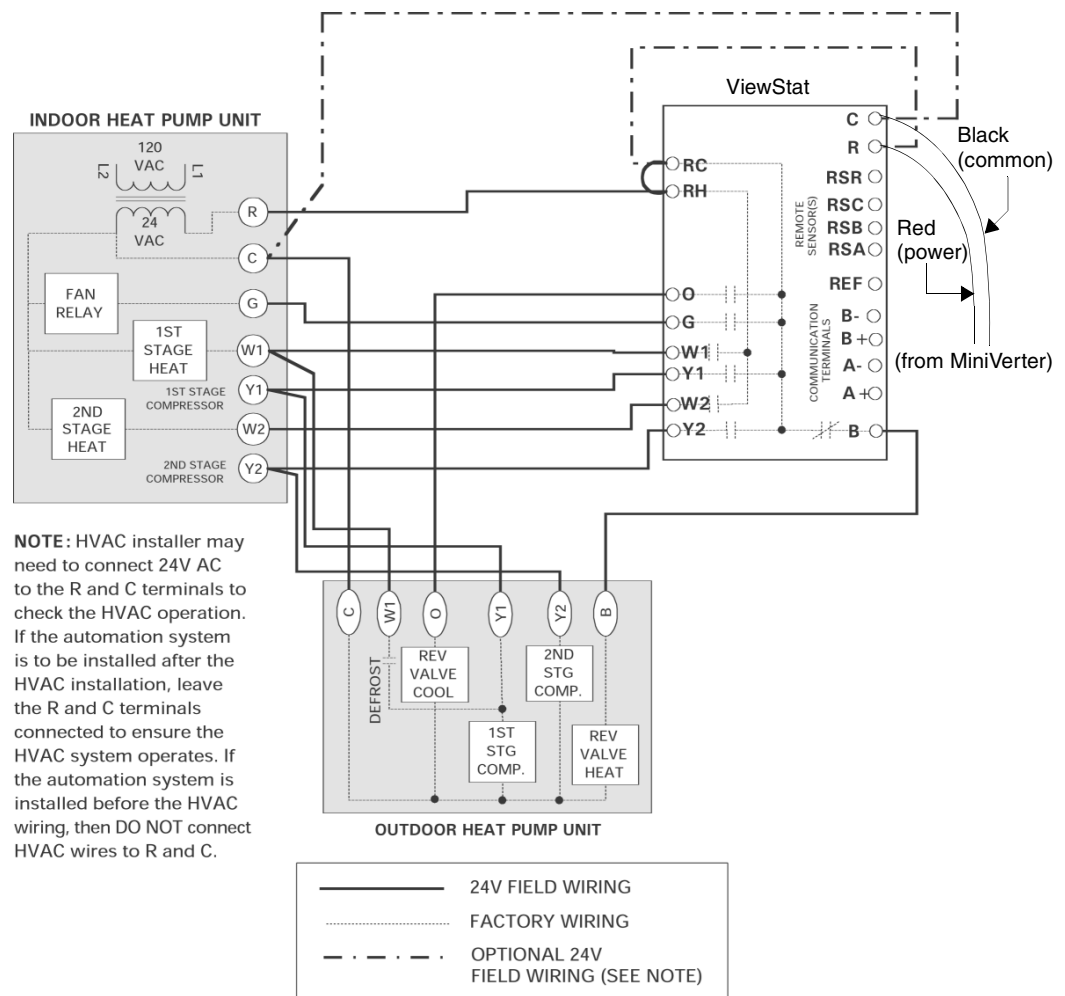 ViewStat
INDOOR HEAT PUMP UNIT
120
VAC
L2
L1
24
VAC
R
C
FAN
RELAY
G
1ST
STAGE
HEAT
W1
1ST STAGE
COMPRESSOR
Y1
2ND
STAGE
HEAT
W2
2ND STAGE
COMPRESSOR
Y2
RC
RH
O
G
W1
Y1
W2
Y2
C
R
RSR
RSC
RSB
RSA
REMOTE
SENSOR(S)
REF
B-
B +
A-
A +
COMMUNICATION
TERMINALS
B
Black
(common)
Red
(power)
(from MiniVerter)
NOTE: HVAC installer may
need to connect 24V AC
to the R and C terminals to
check the HVAC operation.
If the automation system
is to be installed after the
HVAC installation, leave
the R and C terminals
connected to ensure the
HVAC system operates. If
the automation system is
installed before the HVAC
wiring, then DO NOT connect
HVAC wires to R and C.
C
W1
O
Y1
Y2
B
DEFROST
REV
VALVE
COOL
2ND
STG
COMP.
1ST
STG
COMP.
REV
VALVE
HEAT
OUTDOOR HEAT PUMP UNIT
24V FIELD WIRING
FACTORY WIRING
OPTIONAL 24V
FIELD WIRING (SEE NOTE)